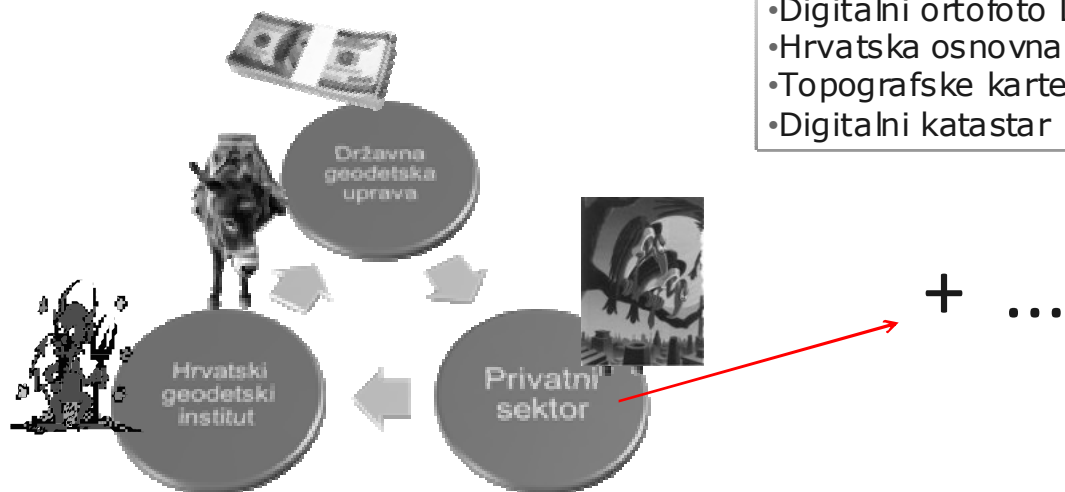 •Digitalni ortofoto
•Hrvatska osnovna
•Topografske karte
•Digitalni katastar
Državna
geodetska
uprava
Hrvatski
geodetski
institut
Privatni
sektor
+ ...